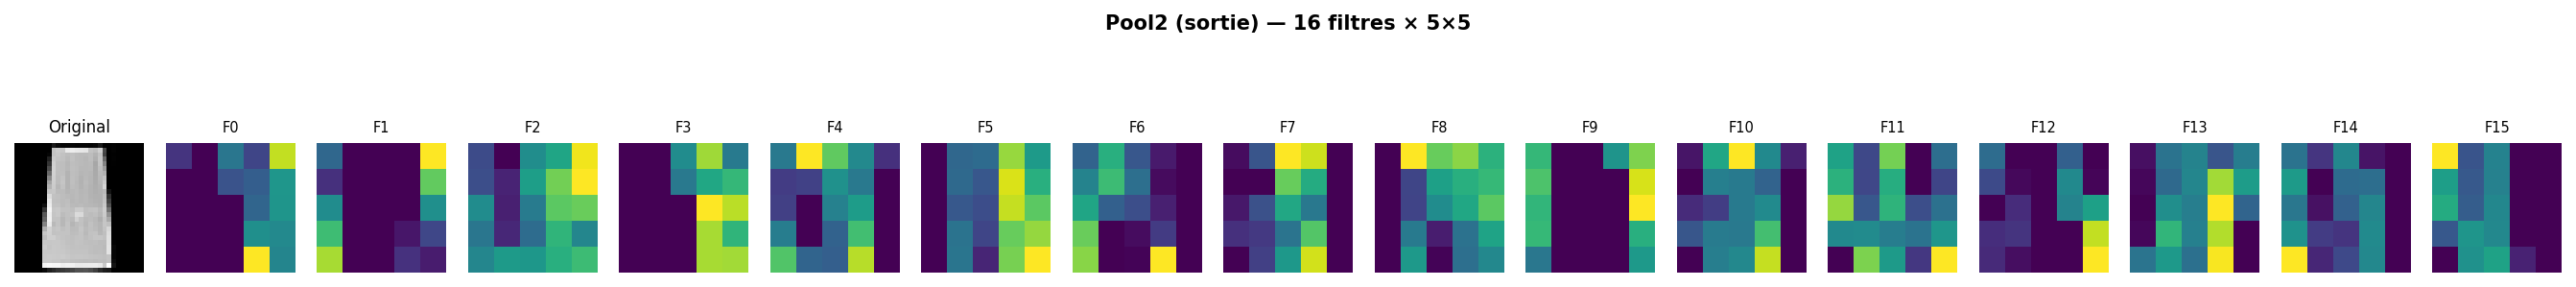 Pool2 (sortie) — 16 filtres × 5×5
Original F0 F1 F2 F3 F4 F5 F6 F7 F8 F9 F10 F11 F12 F13 F14 F15